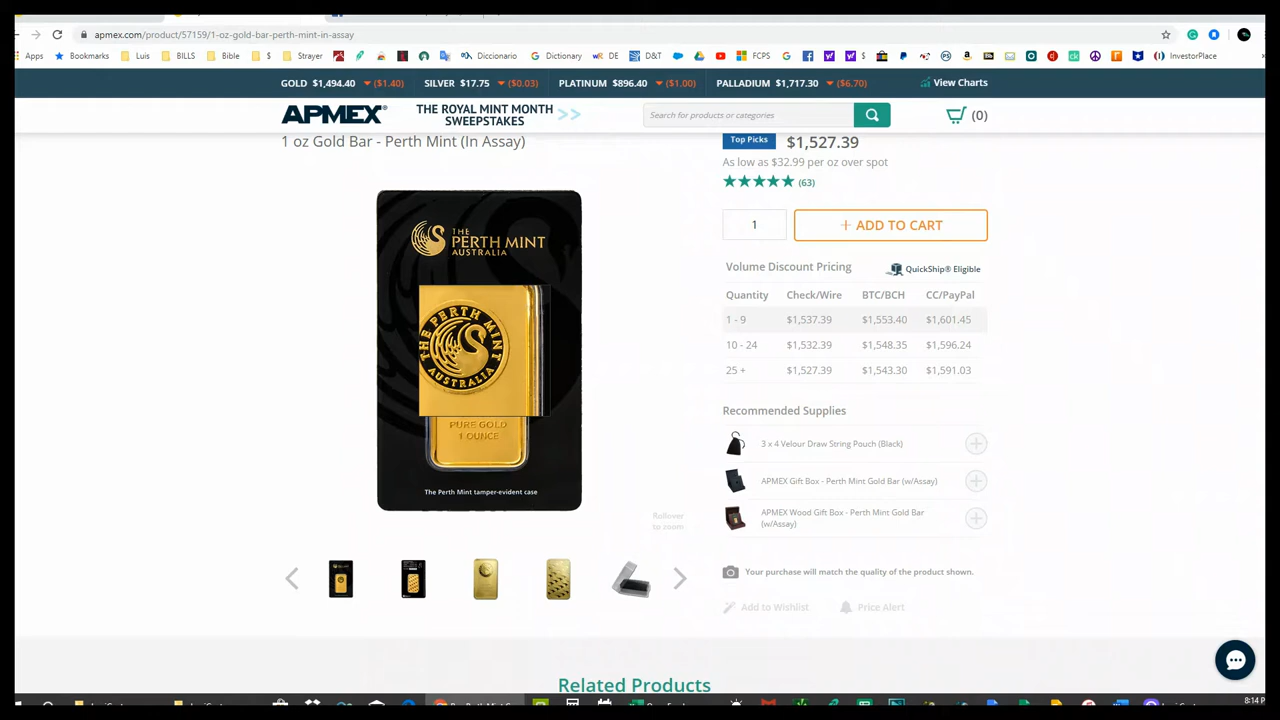 apmex.com/product/57159/1-oz-gold-bar-perth-mint-in-assay
Apps Bookmarks Luis BILLS Bible $ Strayer Diccionario Dictionary DE D&T FCPS $ InvestorPlace
GOLD $1,494.40 ($1.40) SILVER $17.75 ($0.03) PLATINUM $896.40 ($1.00) PALLADIUM $1,717.30 ($6.70) View Charts
APMEX®
THE ROYAL MINT MONTH
SWEEPSTAKES >>
Search for products or categories
(0)
1 oz Gold Bar - Perth Mint (In Assay)
Top Picks $1,527.39
As low as $32.99 per oz over spot
(63)
1
+ ADD TO CART
THE
PERTH MINT
AUSTRALIA
THE PERTH MINT
AUSTRALIA
PURE GOLD
1 OUNCE
The Perth Mint tamper-evident case
Rollover
to zoom
Volume Discount Pricing QuickShip® Eligible
Quantity Check/Wire BTC/BCH CC/PayPal
1 - 9 $1,537.39 $1,553.40 $1,601.45
10 - 24 $1,532.39 $1,548.35 $1,596.24
25 + $1,527.39 $1,543.30 $1,591.03
Recommended Supplies
3 x 4 Velour Draw String Pouch (Black)
APMEX Gift Box - Perth Mint Gold Bar (w/Assay)
APMEX Wood Gift Box - Perth Mint Gold Bar
(w/Assay)
Your purchase will match the quality of the product shown.
Add to Wishlist Price Alert
Related Products
8:14 P